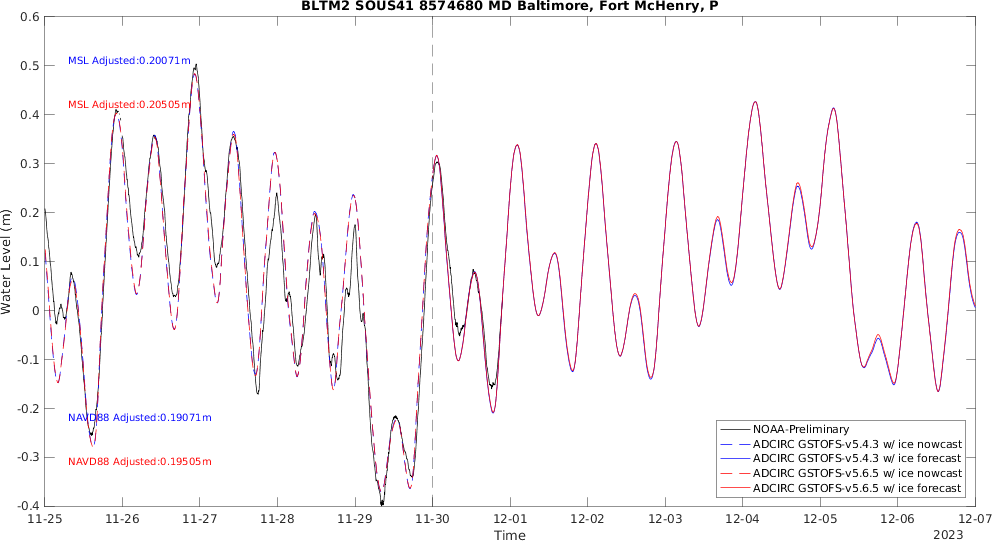 BLTM2 SOUS41 8574680 MD Baltimore, Fort McHenry, P
0.6
0.5
0.4
0.3
0.2
0.1
0
-0.1
-0.2
-0.3
-0.4
Water Level (m)
MSL Adjusted:0.20071m
MSL Adjusted:0.20505m
NAVD88 Adjusted:0.19071m
NAVD88 Adjusted:0.19505m
NOAA-Preliminary
ADCIRC GSTOFS-v5.4.3 w/ ice nowcast
ADCIRC GSTOFS-v5.4.3 w/ ice forecast
ADCIRC GSTOFS-v5.6.5 w/ ice nowcast
ADCIRC GSTOFS-v5.6.5 w/ ice forecast
11-25 11-26 11-27 11-28 11-29 11-30 12-01 12-02 12-03 12-04 12-05 12-06 12-07
Time
2023